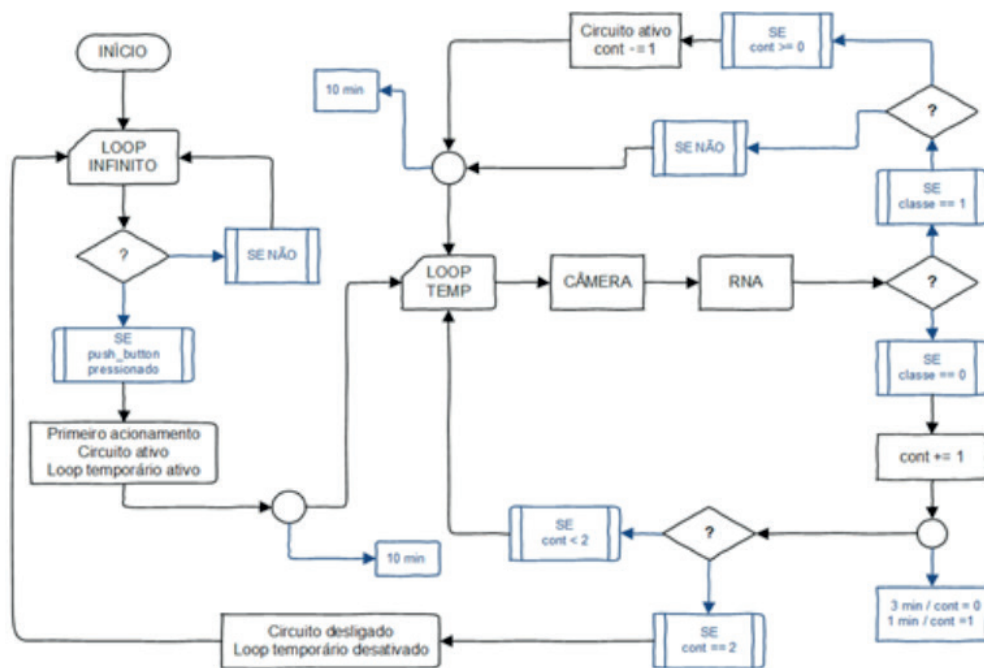 INÍCIO
LOOP
INFINITO
?
SE NÃO
SE
push_button
pressionado
Primeiro acionamento
Circuito ativo
Loop temporário ativo
10 min
LOOP
TEMP
CÂMERA
RNA
?
SE
classe == 1
?
SE
cont >= 0
Circuito ativo
cont -= 1
SE NÃO
10 min
SE
classe == 0
cont += 1
3 min / cont = 0
1 min / cont =1
?
SE
cont < 2
SE
cont == 2
Circuito desligado
Loop temporário desativado